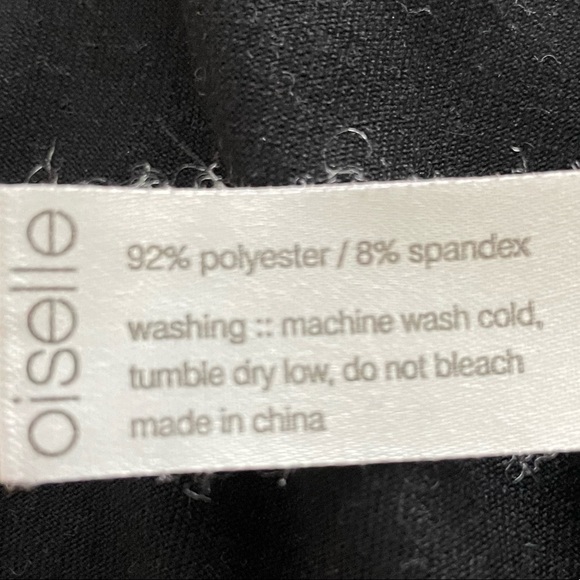 oiselle
92% polyester / 8% spandex
washing :: machine wash cold,
tumble dry low, do not bleach
made in china